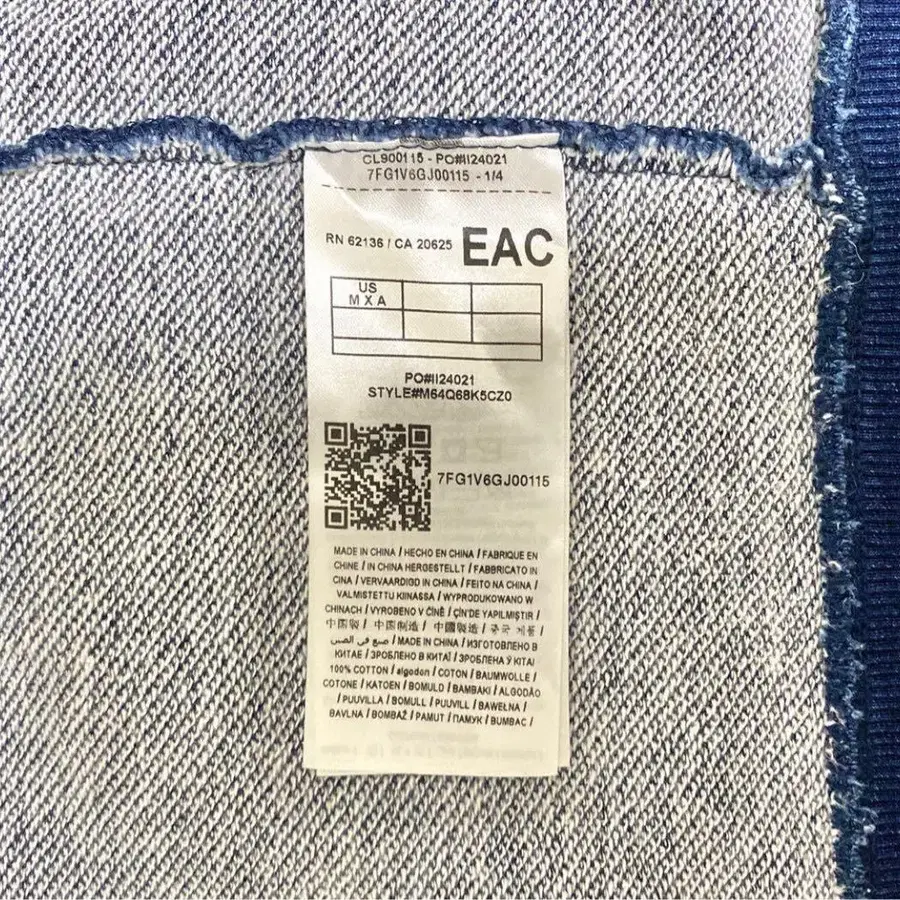 CL900115 - PO#II24021
7FG1V6GJ00115 - 1/4
RN 62136 / CA 20625 EAC
US
M X A
PO#II24021
STYLE#M64Q68K5CZ0
7FG1V6GJ00115
MADE IN CHINA / HECHO EN CHINA / FABRIQUE EN
CHINE / IN CHINA HERGESTELLT / FABBRICATO IN
CINA / VERVAARDIGD IN CHINA / FEITO NA CHINA /
VALMISTETTU KIINASSA / WYPRODUKOWANO W
CHINACH / VYROBENO V ČÍNĚ / ÇİN'DE YAPILMIŞTIR /
中国製 / 中国制造 / 中國製造 / 중국 제품 /
صنع في الصين / MADE IN CHINA / ИЗГОТОВЛЕНО В
КИТАЕ / ЗРОБЛЕНО В КИТАЇ / ЗРОБЛЕНА Ў КІТАІ
100% COTTON / algodon / COTON / BAUMWOLLE /
COTONE / KATOEN / BOMULD / BAMBAKI / ALGODÃO
/ PUUVILLA / BOMULL / PUUVILL / BAWEŁNA /
BAVLNA / BOMBAŽ / PAMUT / ПАМУК / BUMBAC /